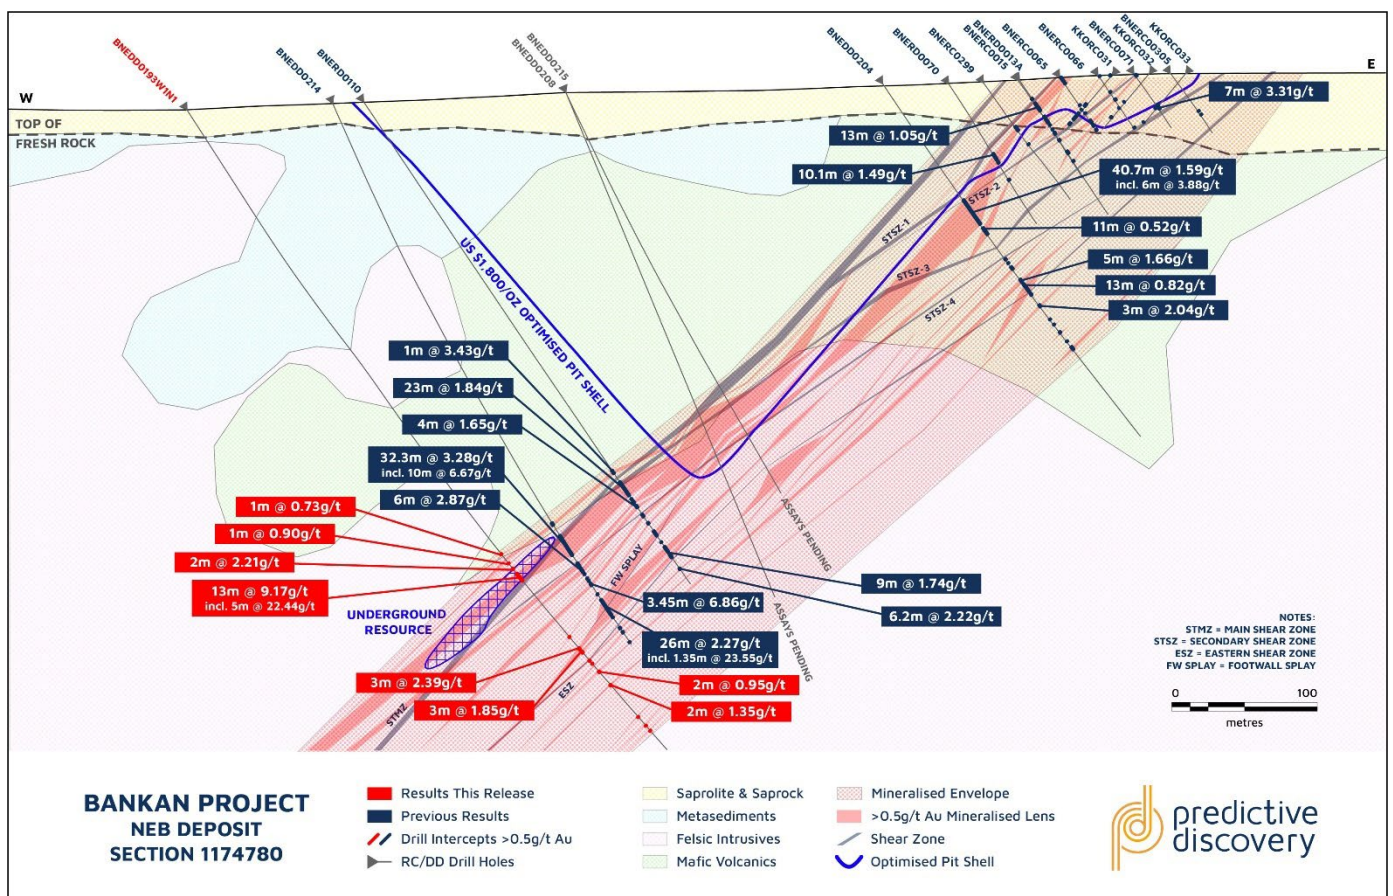 BNEDD0193W1N1
BNEDD0214
BNERD0110
BNEDD0215
BNEDD0208
BNEDD0204
BNERD0070
BNERC0299
BNERC0015
BNERD0013A
BNERC0065
BNERC0066
KKORC031
BNERC0071
KKORC032
BNERC00305
KKORC033
W
E
TOP OF
FRESH ROCK
7m @ 3.31g/t
13m @ 1.05g/t
10.1m @ 1.49g/t
40.7m @ 1.59g/t
incl. 6m @ 3.88g/t
11m @ 0.52g/t
5m @ 1.66g/t
13m @ 0.82g/t
3m @ 2.04g/t
STSZ-1
STSZ-2
STSZ-3
STSZ-4
US $1,800/OZ OPTIMISED PIT SHELL
1m @ 3.43g/t
23m @ 1.84g/t
4m @ 1.65g/t
32.3m @ 3.28g/t
incl. 10m @ 6.67g/t
6m @ 2.87g/t
1m @ 0.73g/t
1m @ 0.90g/t
2m @ 2.21g/t
13m @ 9.17g/t
incl. 5m @ 22.44g/t
UNDERGROUND
RESOURCE
FW SPLAY
ASSAYS PENDING
ASSAYS PENDING
9m @ 1.74g/t
6.2m @ 2.22g/t
3.45m @ 6.86g/t
26m @ 2.27g/t
incl. 1.35m @ 23.55g/t
3m @ 2.39g/t
3m @ 1.85g/t
2m @ 0.95g/t
2m @ 1.35g/t
STMZ
ESZ
NOTES:
STMZ = MAIN SHEAR ZONE
STSZ = SECONDARY SHEAR ZONE
ESZ = EASTERN SHEAR ZONE
FW SPLAY = FOOTWALL SPLAY
0 100
metres
BANKAN PROJECT
NEB DEPOSIT
SECTION 1174780
Results This Release
Previous Results
Drill Intercepts >0.5g/t Au
RC/DD Drill Holes
Saprolite & Saprock
Metasediments
Felsic Intrusives
Mafic Volcanics
Mineralised Envelope
>0.5g/t Au Mineralised Lens
Shear Zone
Optimised Pit Shell
predictive
discovery